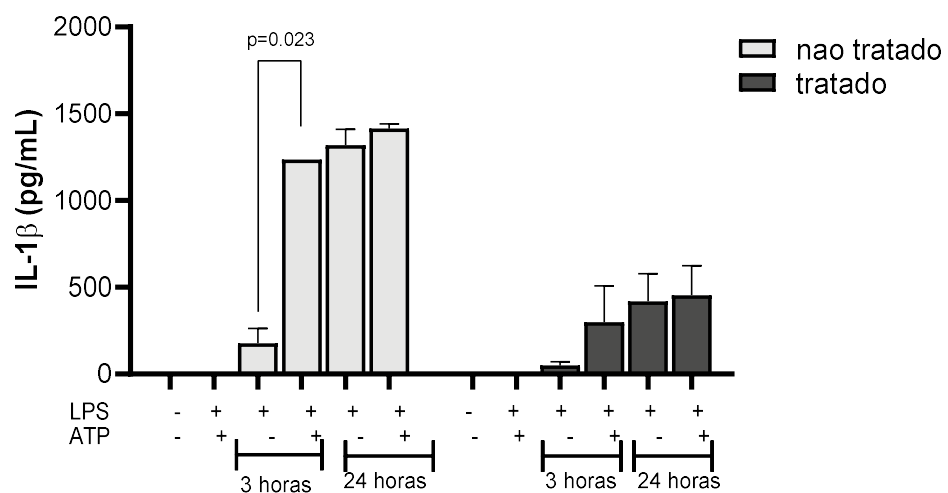 2000
p=0.023
nao tratado
tratado
1500
1000
500
0
IL-1β (pg/mL)
LPS - + + + + + - + + + + +
ATP - + - + - + - + - + - +
3 horas 24 horas 3 horas 24 horas